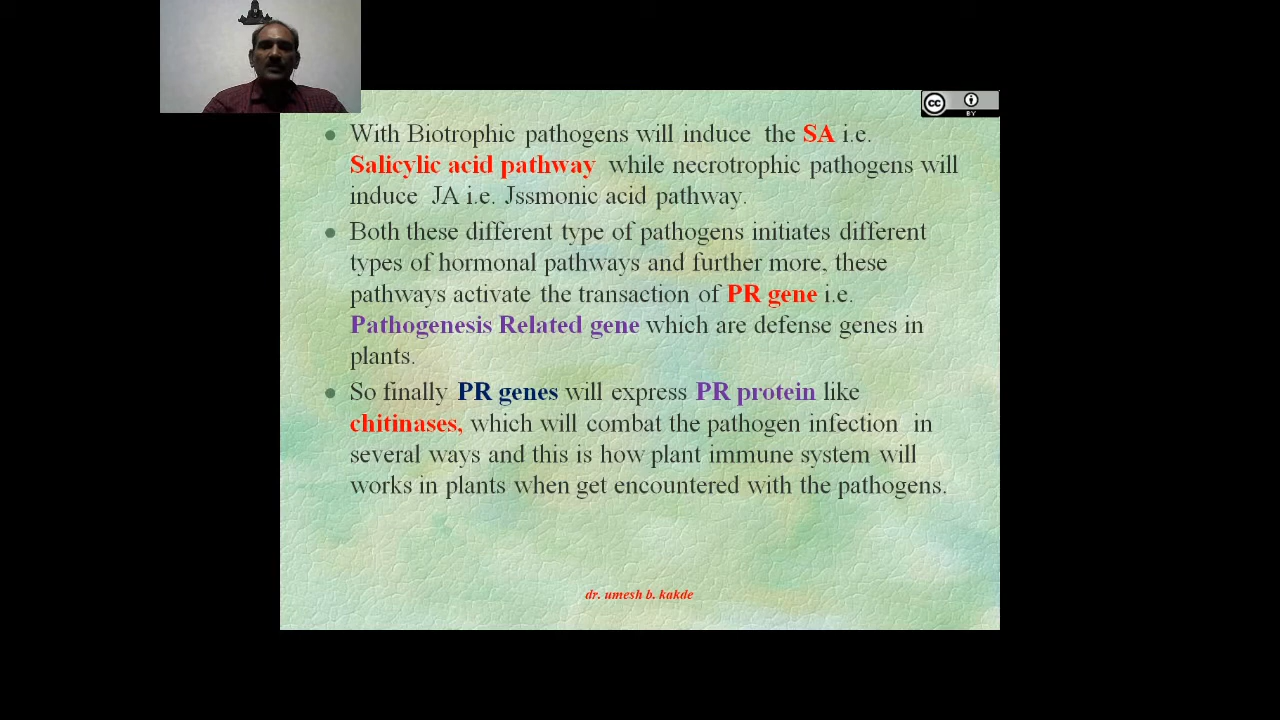 With Biotrophic pathogens will induce the SA i.e.
Salicylic acid pathway while necrotrophic pathogens will
induce JA i.e. Jssmonic acid pathway.
Both these different type of pathogens initiates different
types of hormonal pathways and further more, these
pathways activate the transaction of PR gene i.e.
Pathogenesis Related gene which are defense genes in
plants.
So finally PR genes will express PR protein like
chitinases, which will combat the pathogen infection in
several ways and this is how plant immune system will
works in plants when get encountered with the pathogens.
dr. umesh b. kakde
cc BY